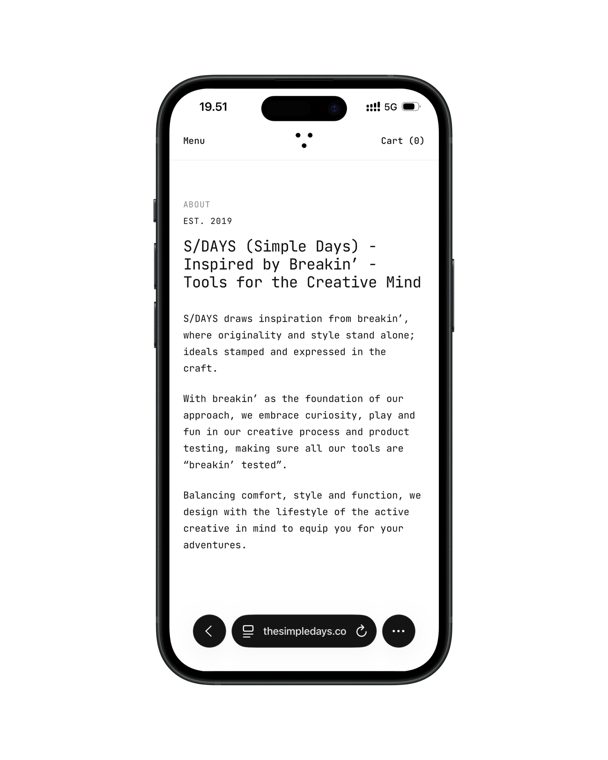 19.51 5G
Menu Cart (0)
ABOUT
EST. 2019
S/DAYS (Simple Days) -
Inspired by Breakin’ -
Tools for the Creative Mind
S/DAYS draws inspiration from breakin’,
where originality and style stand alone;
ideals stamped and expressed in the
craft.
With breakin’ as the foundation of our
approach, we embrace curiosity, play and
fun in our creative process and product
testing, making sure all our tools are
“breakin’ tested”.
Balancing comfort, style and function, we
design with the lifestyle of the active
creative in mind to equip you for your
adventures.
thesimpledays.co